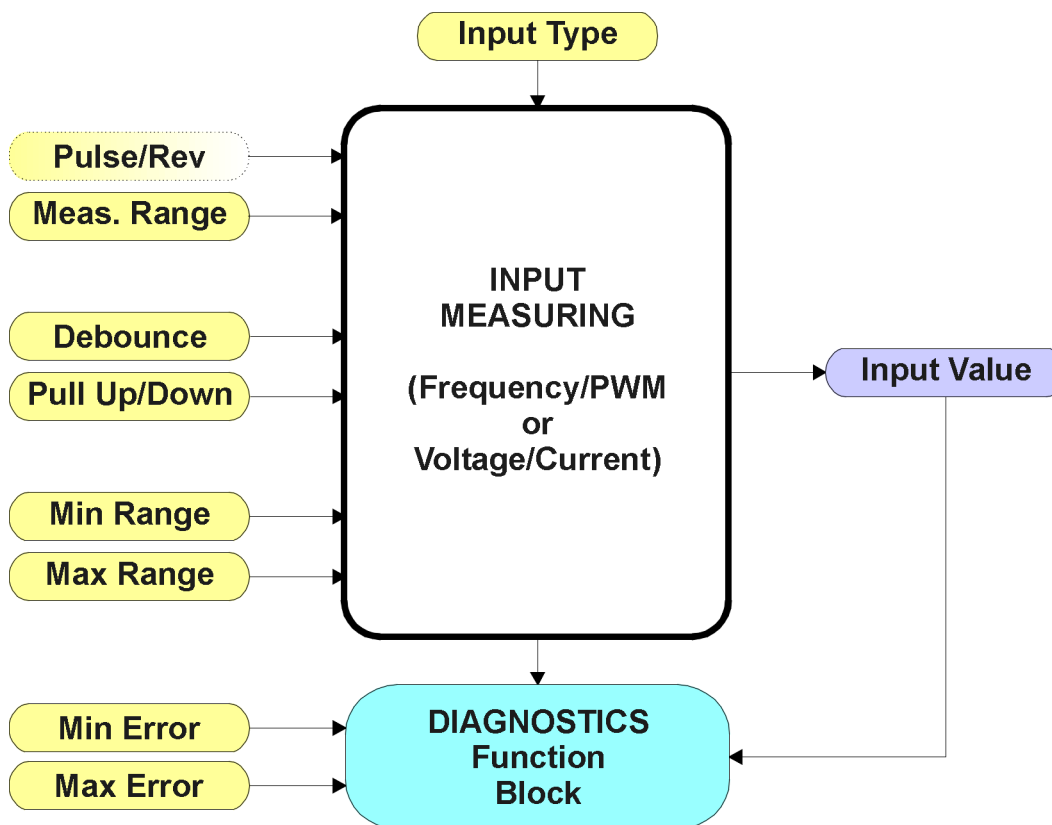 Input Type
Pulse/Rev
Meas. Range
Debounce
Pull Up/Down
Min Range
Max Range
INPUT
MEASURING
(Frequency/PWM
or
Voltage/Current)
Input Value
Min Error
Max Error
DIAGNOSTICS
Function
Block